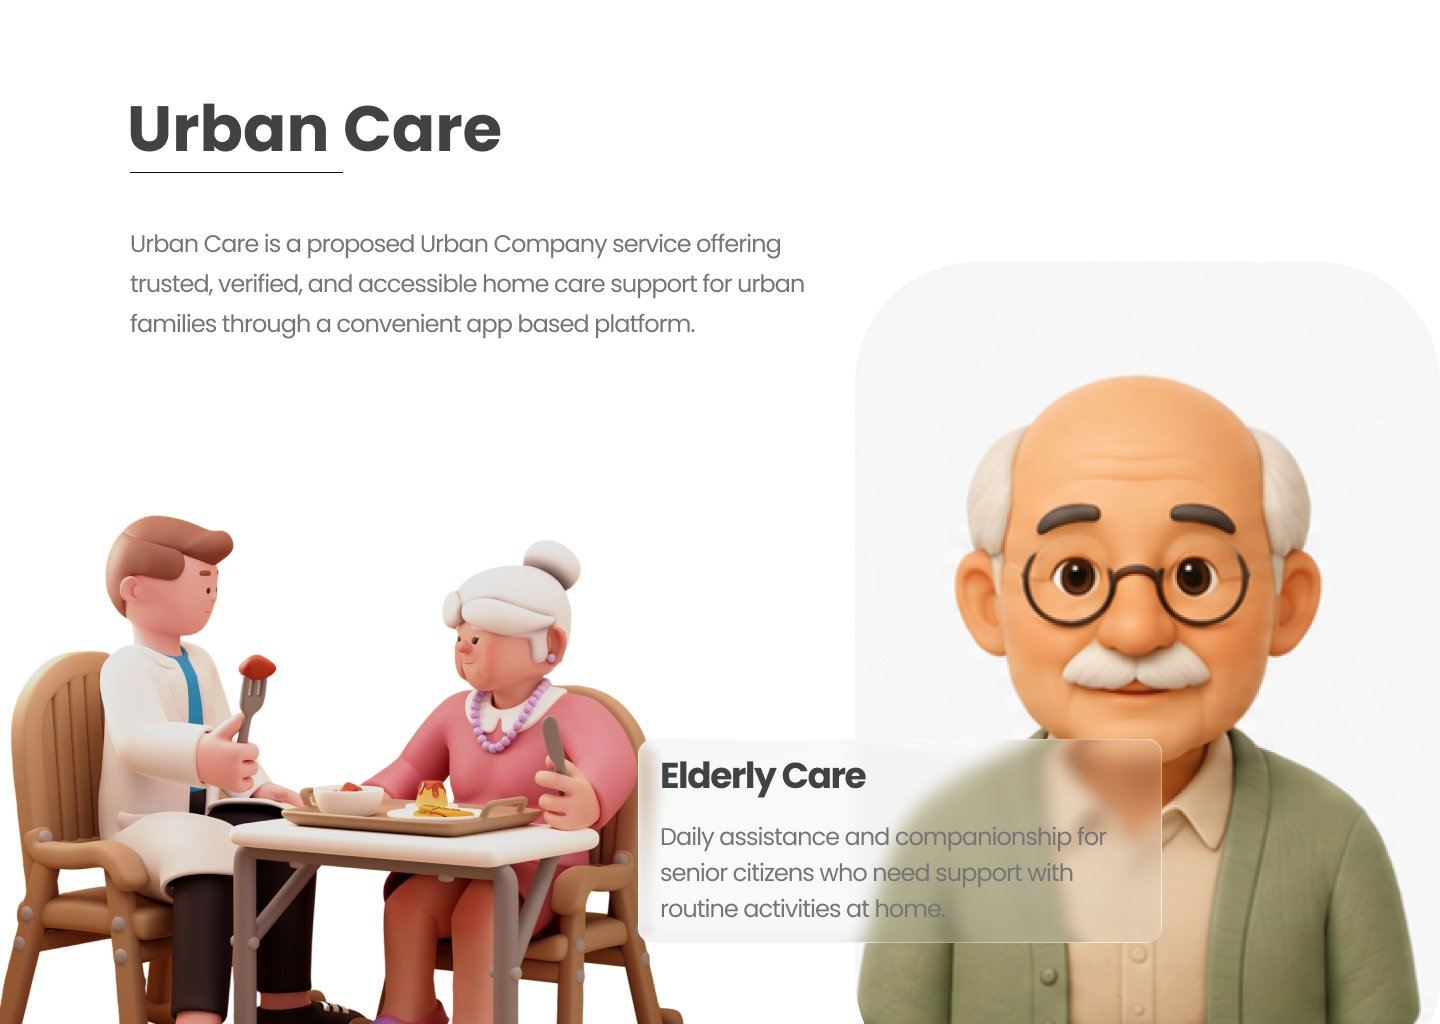 Urban Care
Urban Care is a proposed Urban Company service offering
trusted, verified, and accessible home care support for urban
families through a convenient app based platform.
Elderly Care
Daily assistance and companionship for
senior citizens who need support with
routine activities at home.